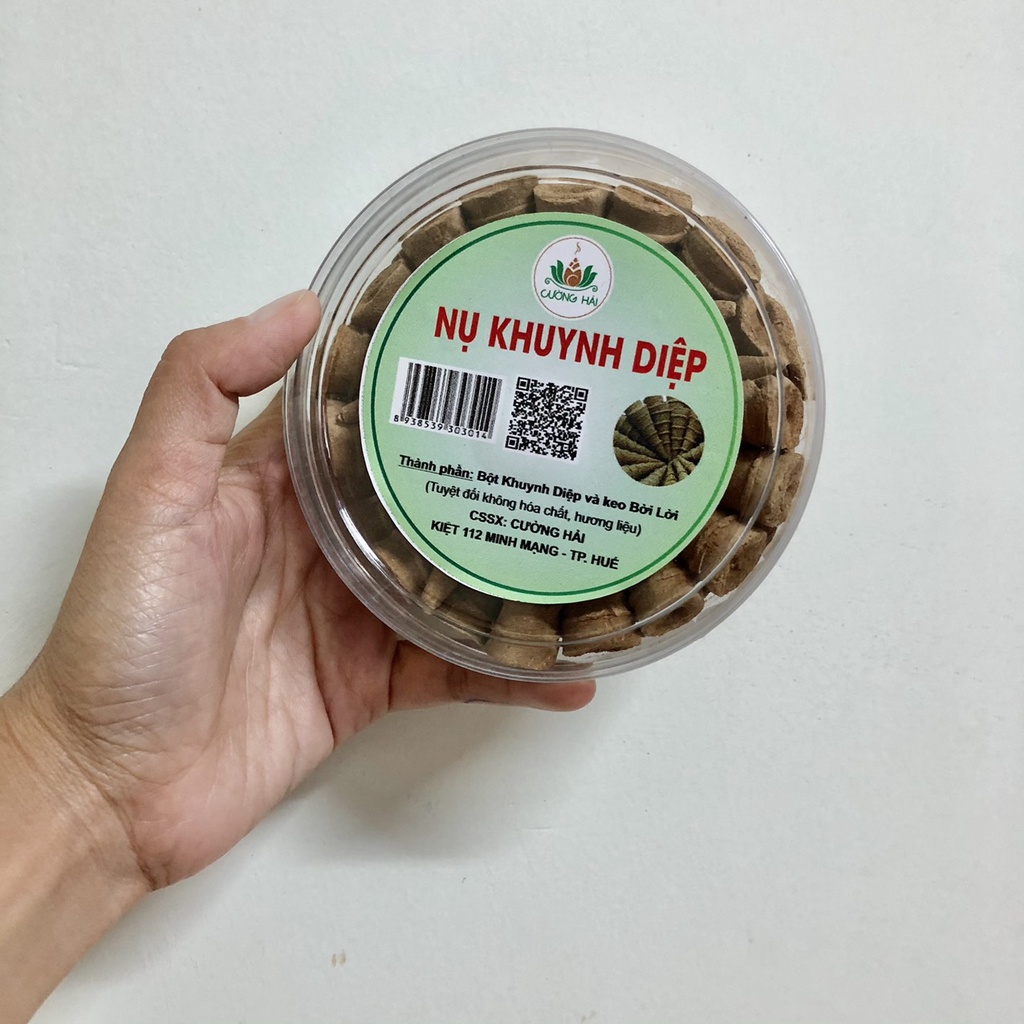 CƯỜNG HẢI
NỤ KHUYNH DIỆP
8 938539 303014
Thành phần: Bột Khuynh Diệp và keo Bời Lời
(Tuyệt đối không hóa chất, hương liệu)
CSSX: CƯỜNG HẢI
KIỆT 112 MINH MẠNG - TP. HUẾ